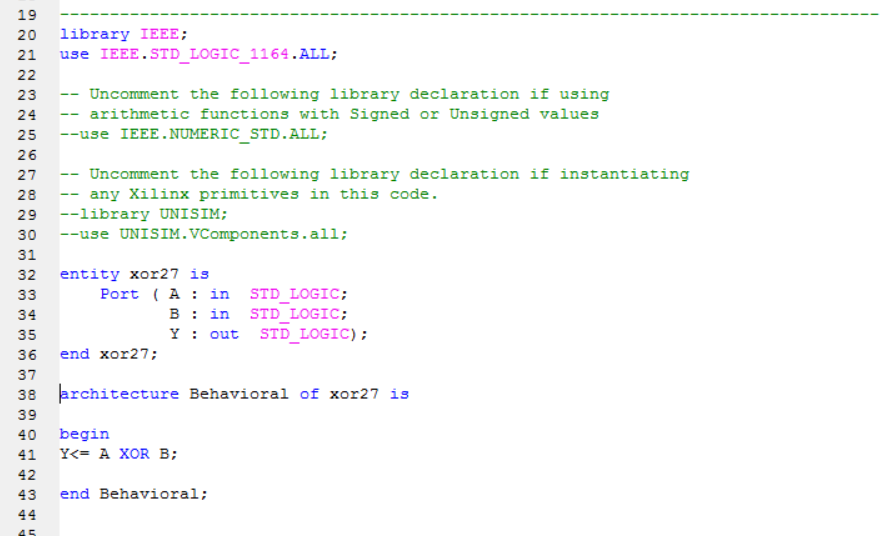 19 ----------------------------------------------------------------------------------
20 library IEEE;
21 use IEEE.STD_LOGIC_1164.ALL;
22
23 -- Uncomment the following library declaration if using
24 -- arithmetic functions with Signed or Unsigned values
25 --use IEEE.NUMERIC_STD.ALL;
26
27 -- Uncomment the following library declaration if instantiating
28 -- any Xilinx primitives in this code.
29 --library UNISIM;
30 --use UNISIM.VComponents.all;
31
32 entity xor27 is
33     Port ( A : in  STD_LOGIC;
34            B : in  STD_LOGIC;
35            Y : out  STD_LOGIC);
36 end xor27;
37
38 architecture Behavioral of xor27 is
39
40 begin
41 Y<= A XOR B;
42
43 end Behavioral;
44
45